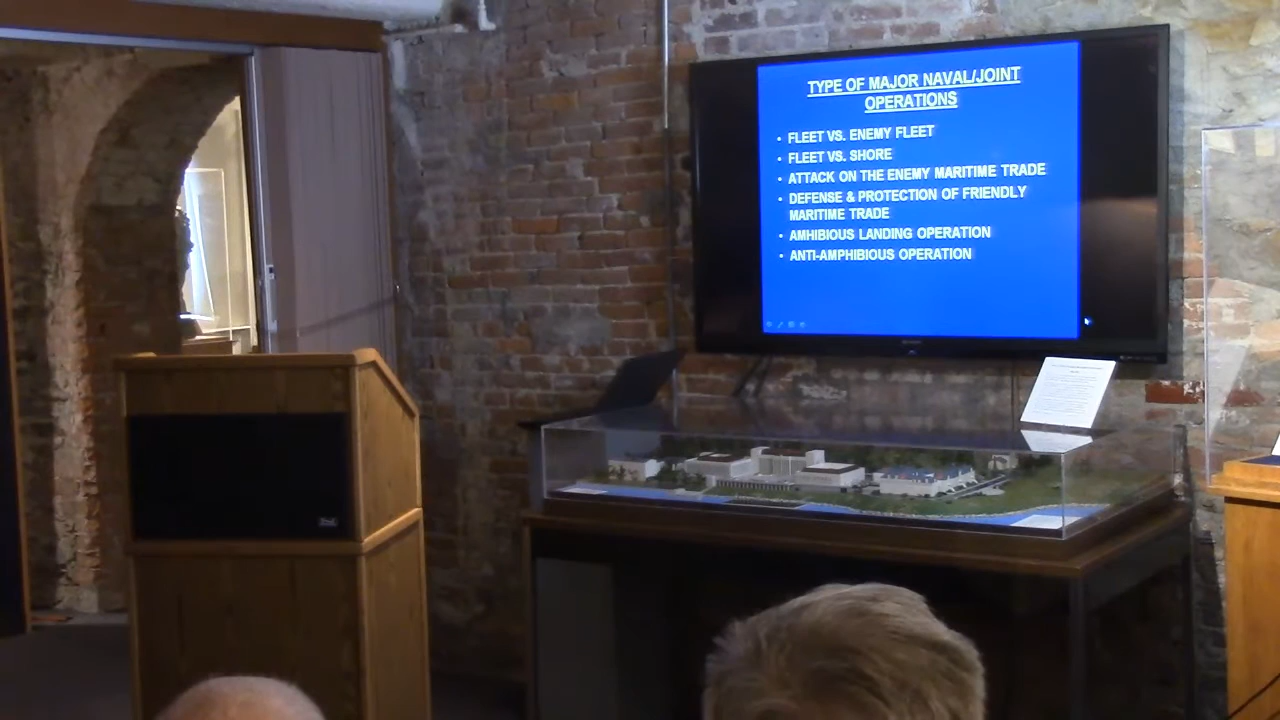 TYPE OF MAJOR NAVAL/JOINT
OPERATIONS
• FLEET VS. ENEMY FLEET
• FLEET VS. SHORE
• ATTACK ON THE ENEMY MARITIME TRADE
• DEFENSE & PROTECTION OF FRIENDLY
MARITIME TRADE
• AMHIBIOUS LANDING OPERATION
• ANTI-AMPHIBIOUS OPERATION